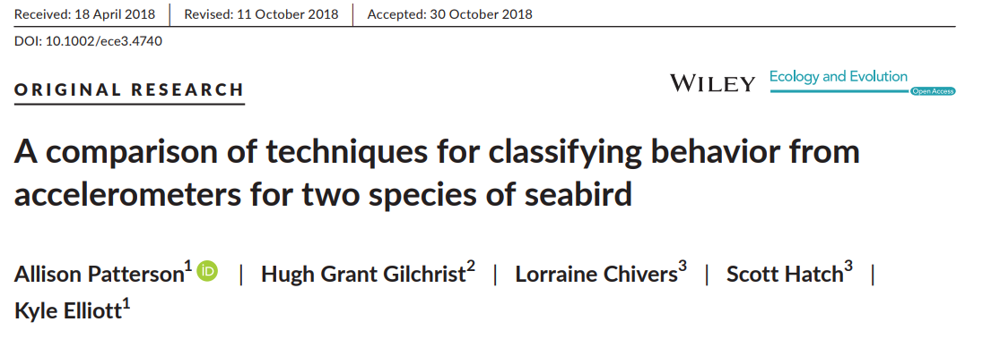 Received: 18 April 2018 | Revised: 11 October 2018 | Accepted: 30 October 2018
DOI: 10.1002/ece3.4740
ORIGINAL RESEARCH
WILEY Ecology and Evolution
Open Access
A comparison of techniques for classifying behavior from
accelerometers for two species of seabird
Allison Patterson¹ iD | Hugh Grant Gilchrist² | Lorraine Chivers³ | Scott Hatch³ |
Kyle Elliott¹